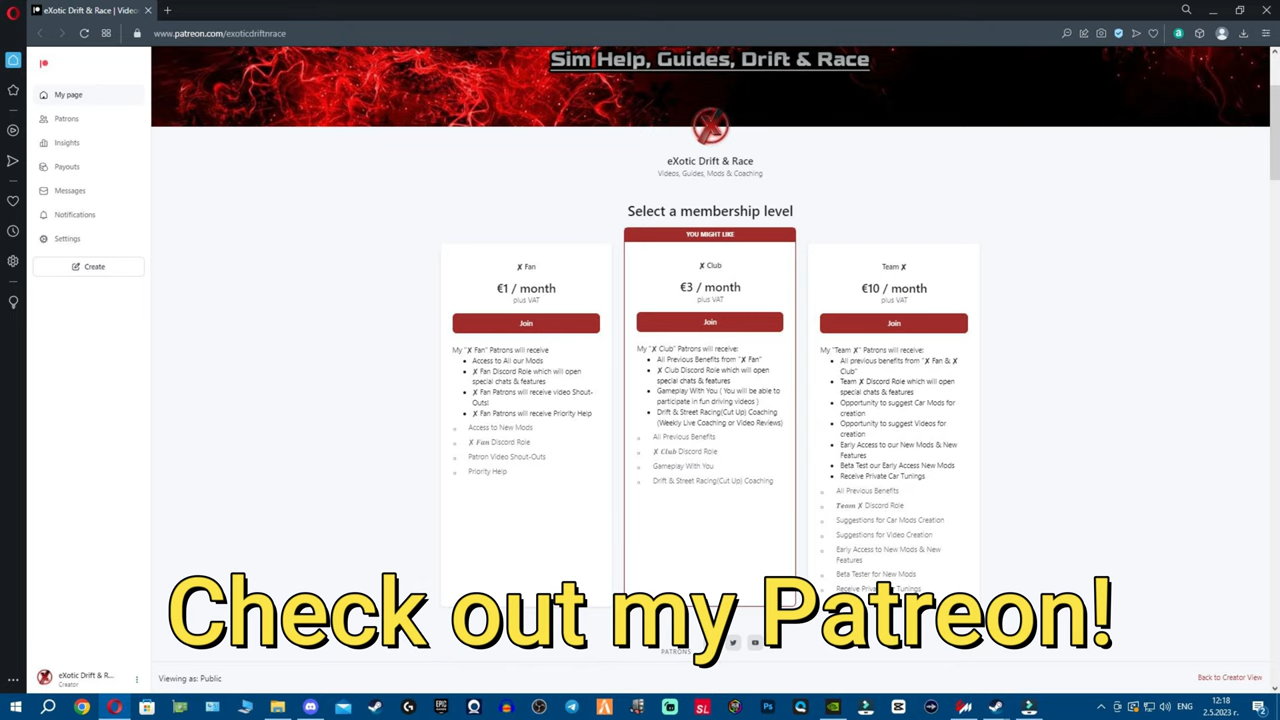 eXotic Drift & Race | Video
www.patreon.com/exoticdriftnrace
Sim Help, Guides, Drift & Race
My page
Patrons
Insights
Payouts
Messages
Notifications
Settings
Create
eXotic Drift & Race
Videos, Guides, Mods & Coaching
Select a membership level
✗ Fan
€1 / month
plus VAT
Join
My "✗ Fan" Patrons will receive
Access to All our Mods
✗ Fan Discord Role which will open
special chats & features
✗ Fan Patrons will receive video Shout-
Outs!
✗ Fan Patrons will receive Priority Help
Access to New Mods
✗ Fan Discord Role
Patron Video Shout-Outs
Priority Help
YOU MIGHT LIKE
✗ Club
€3 / month
plus VAT
Join
My "✗ Club" Patrons will receive:
All Previous Benefits from "✗ Fan"
✗ Club Discord Role which will open
special chats & features
Gameplay With You ( You will be able to
participate in fun driving videos )
Drift & Street Racing(Cut Up) Coaching
(Weekly Live Coaching or Video Reviews)
All Previous Benefits
✗ Club Discord Role
Gameplay With You
Drift & Street Racing(Cut Up) Coaching
Team ✗
€10 / month
plus VAT
Join
My "Team ✗" Patrons will receive:
All previous benefits from "✗ Fan & ✗
Club"
Team ✗ Discord Role which will open
special chats & features
Opportunity to suggest Car Mods for
creation
Opportunity to suggest Videos for
creation
Early Access to our New Mods & New
Features
Beta Test our Early Access New Mods
Receive Private Car Tunings
All Previous Benefits
Team ✗ Discord Role
Suggestions for Car Mods Creation
Suggestions for Video Creation
Early Access to New Mods & New
Features
Beta Tester for New Mods
Check out my Patreon!
PATRONS
eXotic Drift & R...
Creator
Viewing as: Public
Back to Creator View
EPIC
SL
Ps
CUP
ENG
12:18
2.5.2023 г.